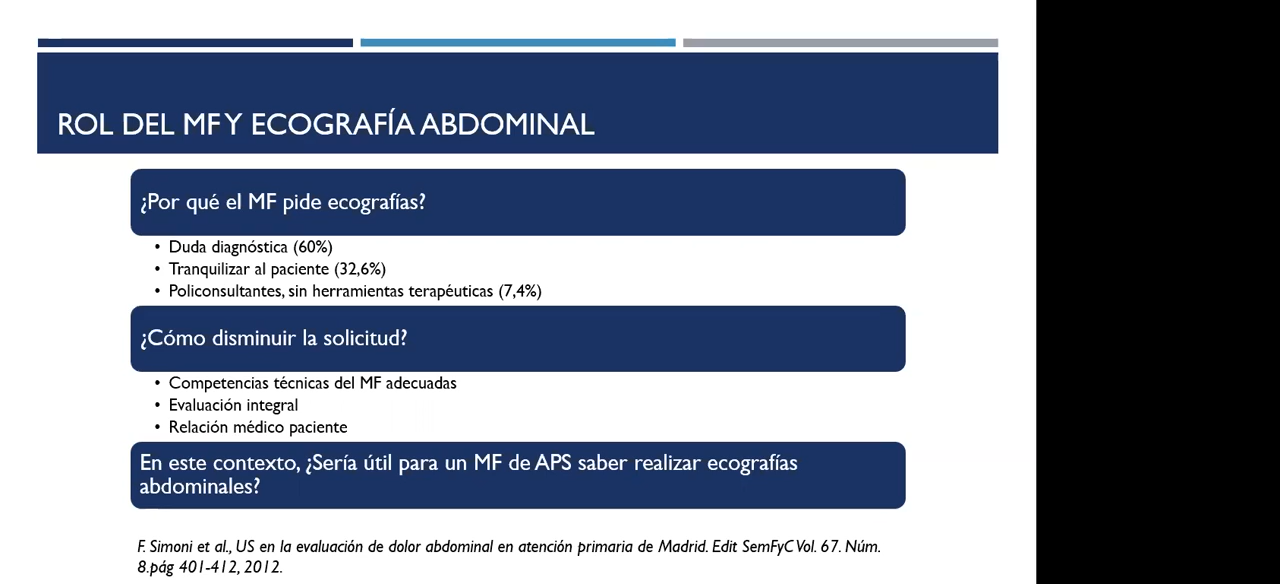 ROL DEL MF Y ECOGRAFÍA ABDOMINAL
¿Por qué el MF pide ecografías?
• Duda diagnóstica (60%)
• Tranquilizar al paciente (32,6%)
• Policonsultantes, sin herramientas terapéuticas (7,4%)
¿Cómo disminuir la solicitud?
• Competencias técnicas del MF adecuadas
• Evaluación integral
• Relación médico paciente
En este contexto, ¿Sería útil para un MF de APS saber realizar ecografías
abdominales?
F. Simoni et al., US en la evaluación de dolor abdominal en atención primaria de Madrid. Edit SemFyC Vol. 67. Núm.
8.pág 401-412, 2012.